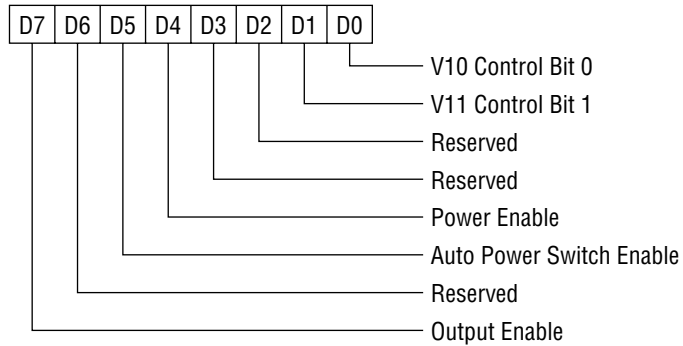 D7 D6 D5 D4 D3 D2 D1 D0
V10 Control Bit 0
V11 Control Bit 1
Reserved
Reserved
Power Enable
Auto Power Switch Enable
Reserved
Output Enable